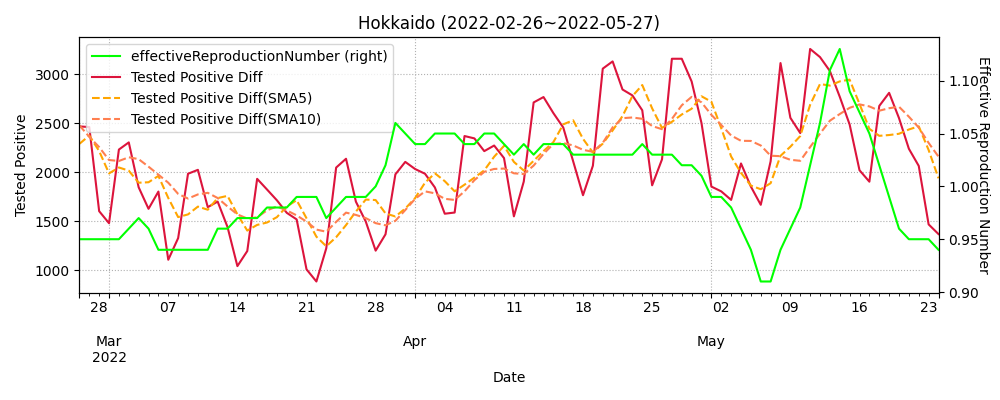 Hokkaido (2022-02-26~2022-05-27)
effectiveReproductionNumber (right)
Tested Positive Diff
Tested Positive Diff(SMA5)
Tested Positive Diff(SMA10)
Tested Positive
3000
2500
2000
1500
1000
Effective Reproduction Number
1.10
1.05
1.00
0.95
0.90
28 07 14 21 28 04 11 18 25 02 09 16 23
Mar Apr May
2022
Date